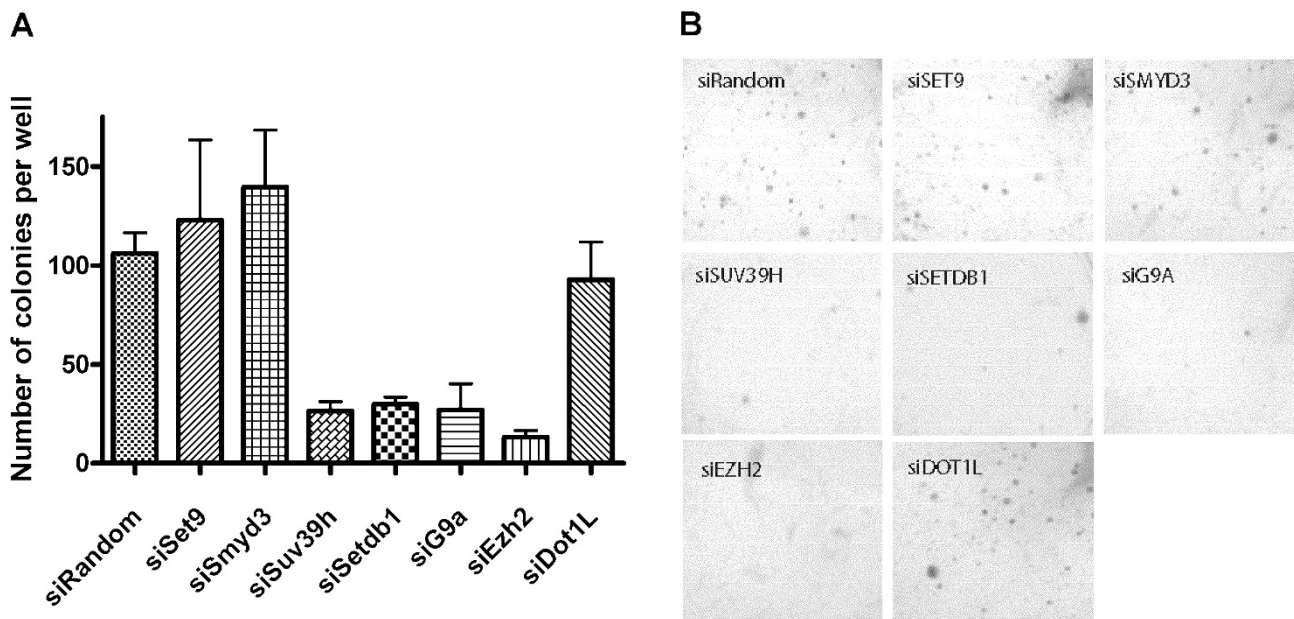 A
Number of colonies per well
150
100
50
0
siRandom
siSet9
siSmyd3
siSuv39h
siSetdb1
siG9a
siEzh2
siDot1L
B
siRandom
siSET9
siSMYD3
siSUV39H
siSETDB1
siG9A
siEZH2
siDOT1L